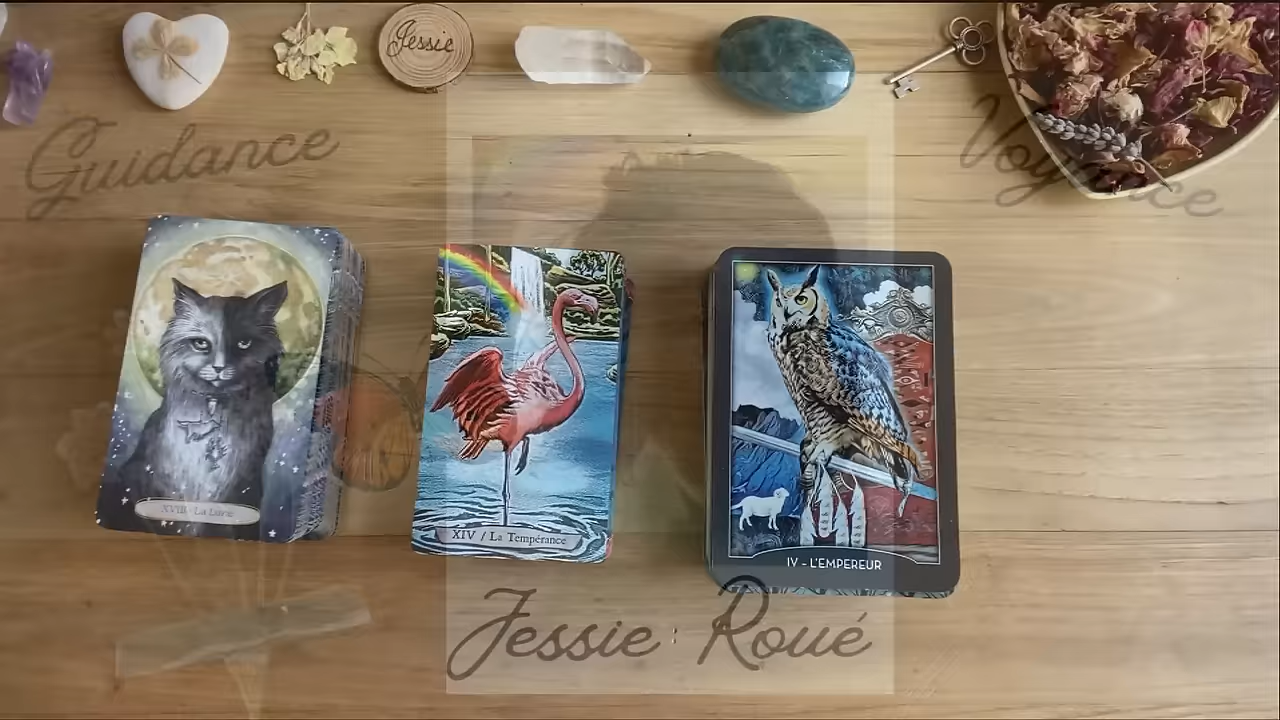 Jessie
Guidance
Voyance
XVIII - La Lune
XIV / La Tempérance
IV - L'EMPEREUR
Jessie : Roué